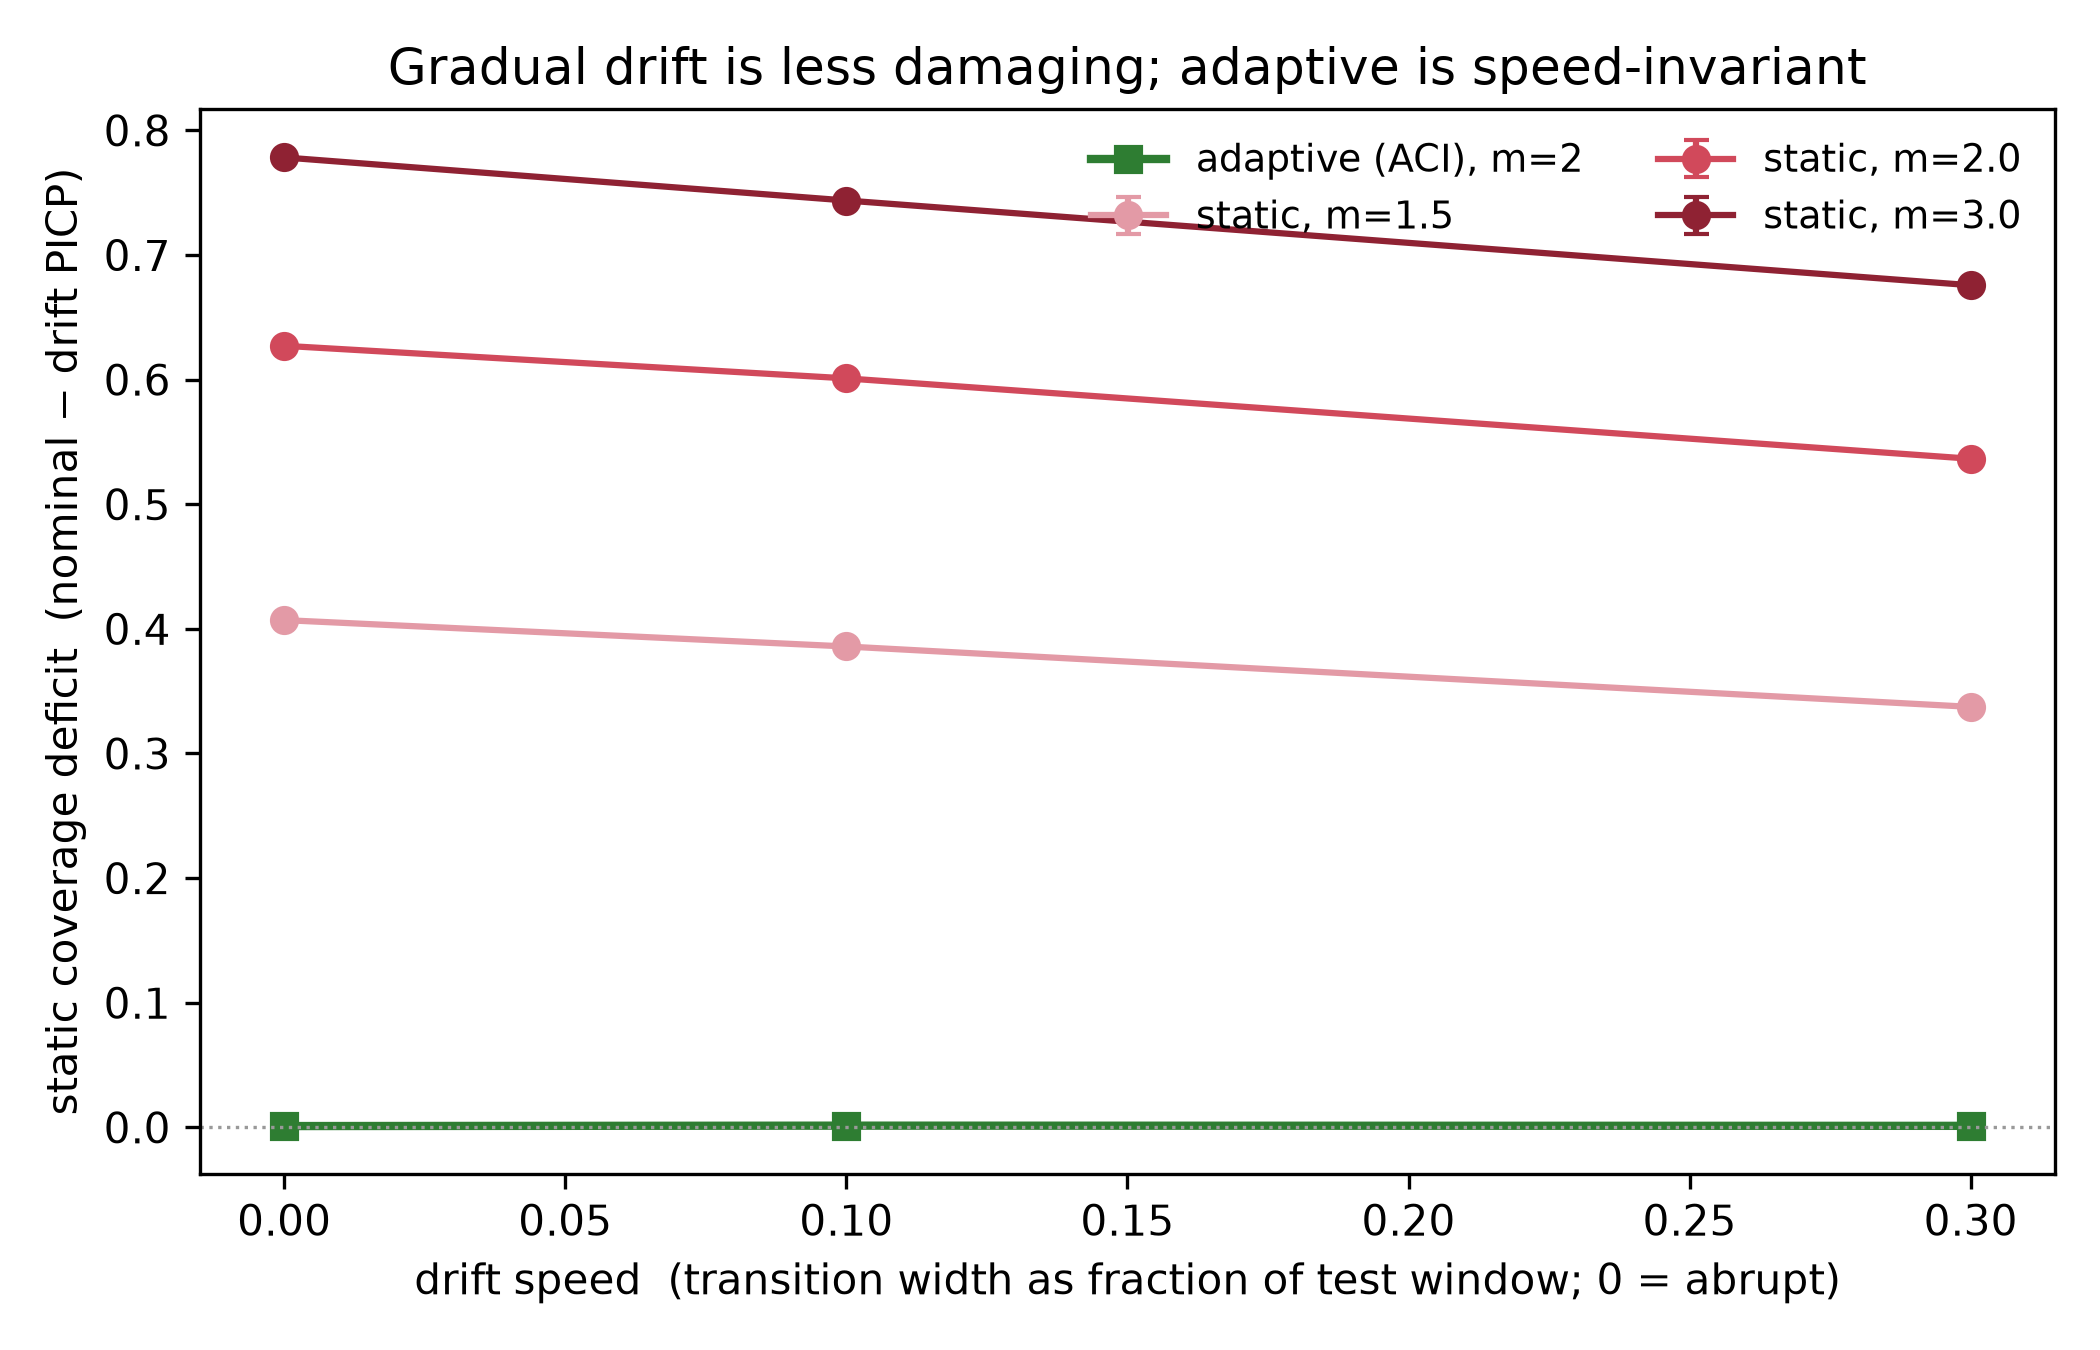 Gradual drift is less damaging; adaptive is speed-invariant
static coverage deficit (nominal − drift PICP)
0.8
0.7
0.6
0.5
0.4
0.3
0.2
0.1
0.0
adaptive (ACI), m=2
static, m=1.5
static, m=2.0
static, m=3.0
0.00 0.05 0.10 0.15 0.20 0.25 0.30
drift speed (transition width as fraction of test window; 0 = abrupt)